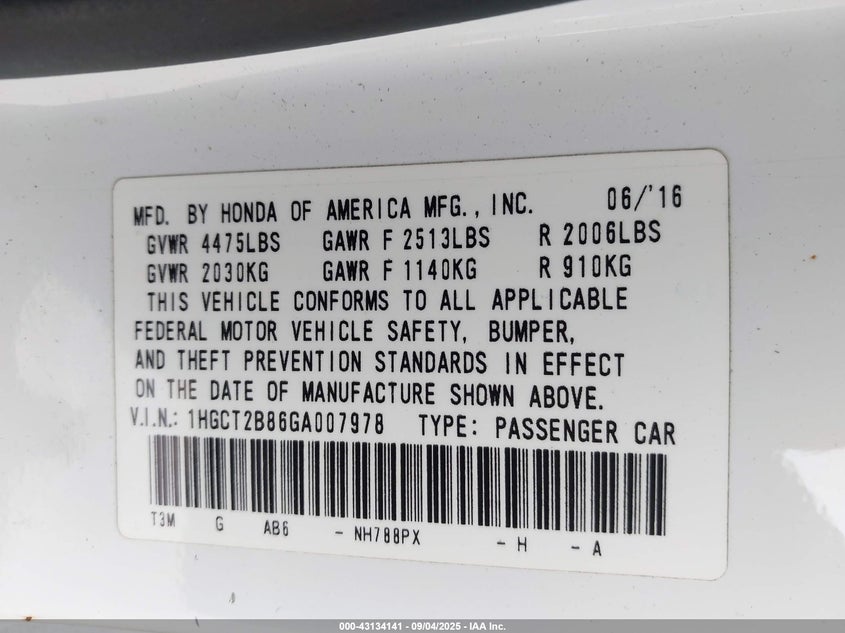 MFD. BY HONDA OF AMERICA MFG., INC. 06/'16
GVWR 4475LBS GAWR F 2513LBS R 2006LBS
GVWR 2030KG GAWR F 1140KG R 910KG
THIS VEHICLE CONFORMS TO ALL APPLICABLE
FEDERAL MOTOR VEHICLE SAFETY, BUMPER,
AND THEFT PREVENTION STANDARDS IN EFFECT
ON THE DATE OF MANUFACTURE SHOWN ABOVE.
V.I.N.: 1HGCT2B86GA007978 TYPE: PASSENGER CAR
T3M G AB6 - NH788PX - H - A
000-43134141 - 09/04/2025 - IAA Inc.